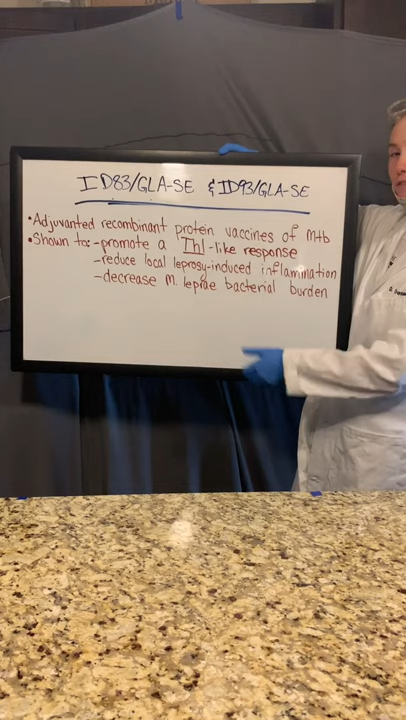 ID83/GLA-SE & ID93/GLA-SE
•Adjuvanted recombinant protein vaccines of Mtb
•Shown to: -promote a Th1-like response
-reduce local leprosy-induced inflammation
-decrease M. leprae bacterial burden